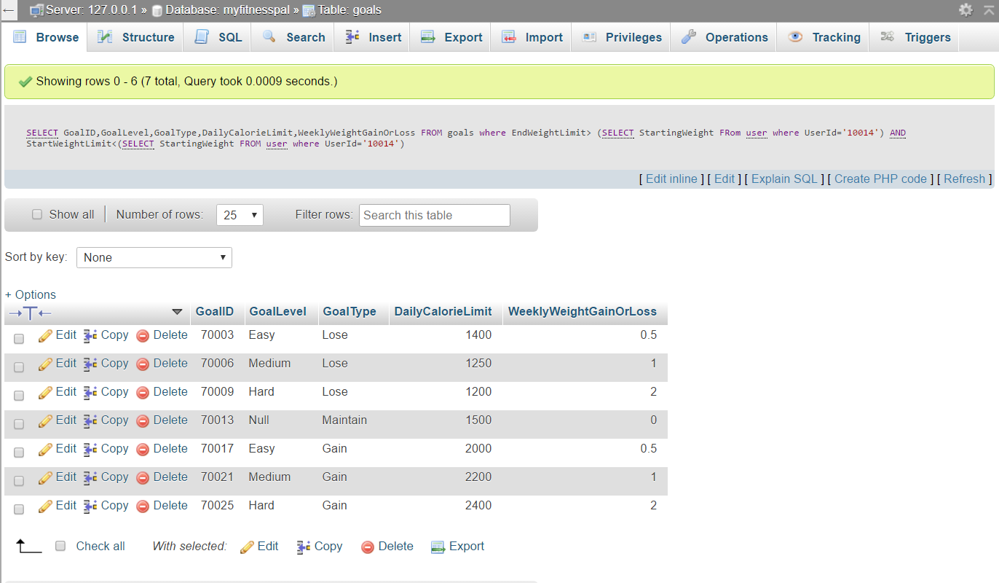 Server: 127.0.0.1 » Database: myfitnesspal » Table: goals
Browse Structure SQL Search Insert Export Import Privileges Operations Tracking Triggers
Showing rows 0 - 6 (7 total, Query took 0.0009 seconds.)
SELECT GoalID,GoalLevel,GoalType,DailyCalorieLimit,WeeklyWeightGainOrLoss FROM goals where EndWeightLimit> (SELECT StartingWeight FRom user where UserId='10014') AND
StartWeightLimit<(SELECT StartingWeight FROM user where UserId='10014')
[ Edit inline ] [ Edit ] [ Explain SQL ] [ Create PHP code ] [ Refresh ]
Show all Number of rows: 25 Filter rows: Search this table
Sort by key: None
+ Options
GoalID GoalLevel GoalType DailyCalorieLimit WeeklyWeightGainOrLoss
Edit Copy Delete 70003 Easy Lose 1400 0.5
Edit Copy Delete 70006 Medium Lose 1250 1
Edit Copy Delete 70009 Hard Lose 1200 2
Edit Copy Delete 70013 Null Maintain 1500 0
Edit Copy Delete 70017 Easy Gain 2000 0.5
Edit Copy Delete 70021 Medium Gain 2200 1
Edit Copy Delete 70025 Hard Gain 2400 2
Check all With selected: Edit Copy Delete Export